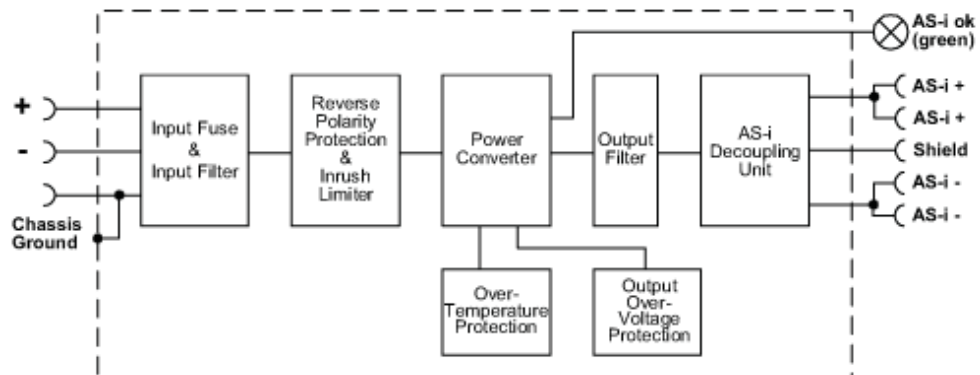 AS-i ok
(green)
+
-
Chassis
Ground
Input Fuse
&
Input Filter
Reverse
Polarity
Protection
&
Inrush
Limiter
Power
Converter
Output
Filter
AS-i
Decoupling
Unit
AS-i +
AS-i +
Shield
AS-i -
AS-i -
Over-
Temperature
Protection
Output
Over-
Voltage
Protection